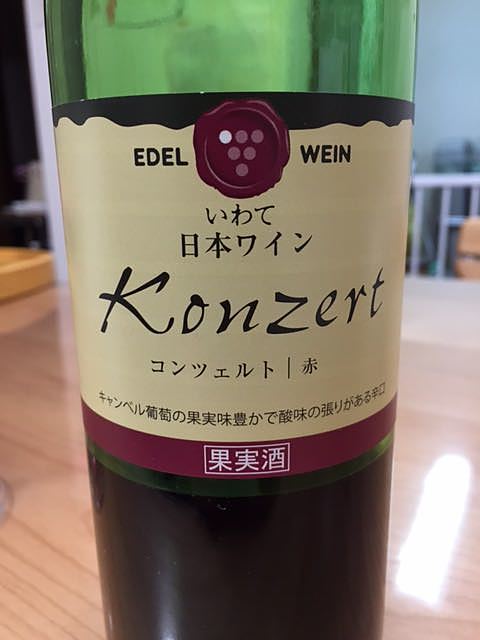 EDEL WEIN
いわて
日本ワイン
Konzert
コンツェルト｜赤
キャンベル葡萄の果実味豊かで酸味の張りがある辛口
果実酒